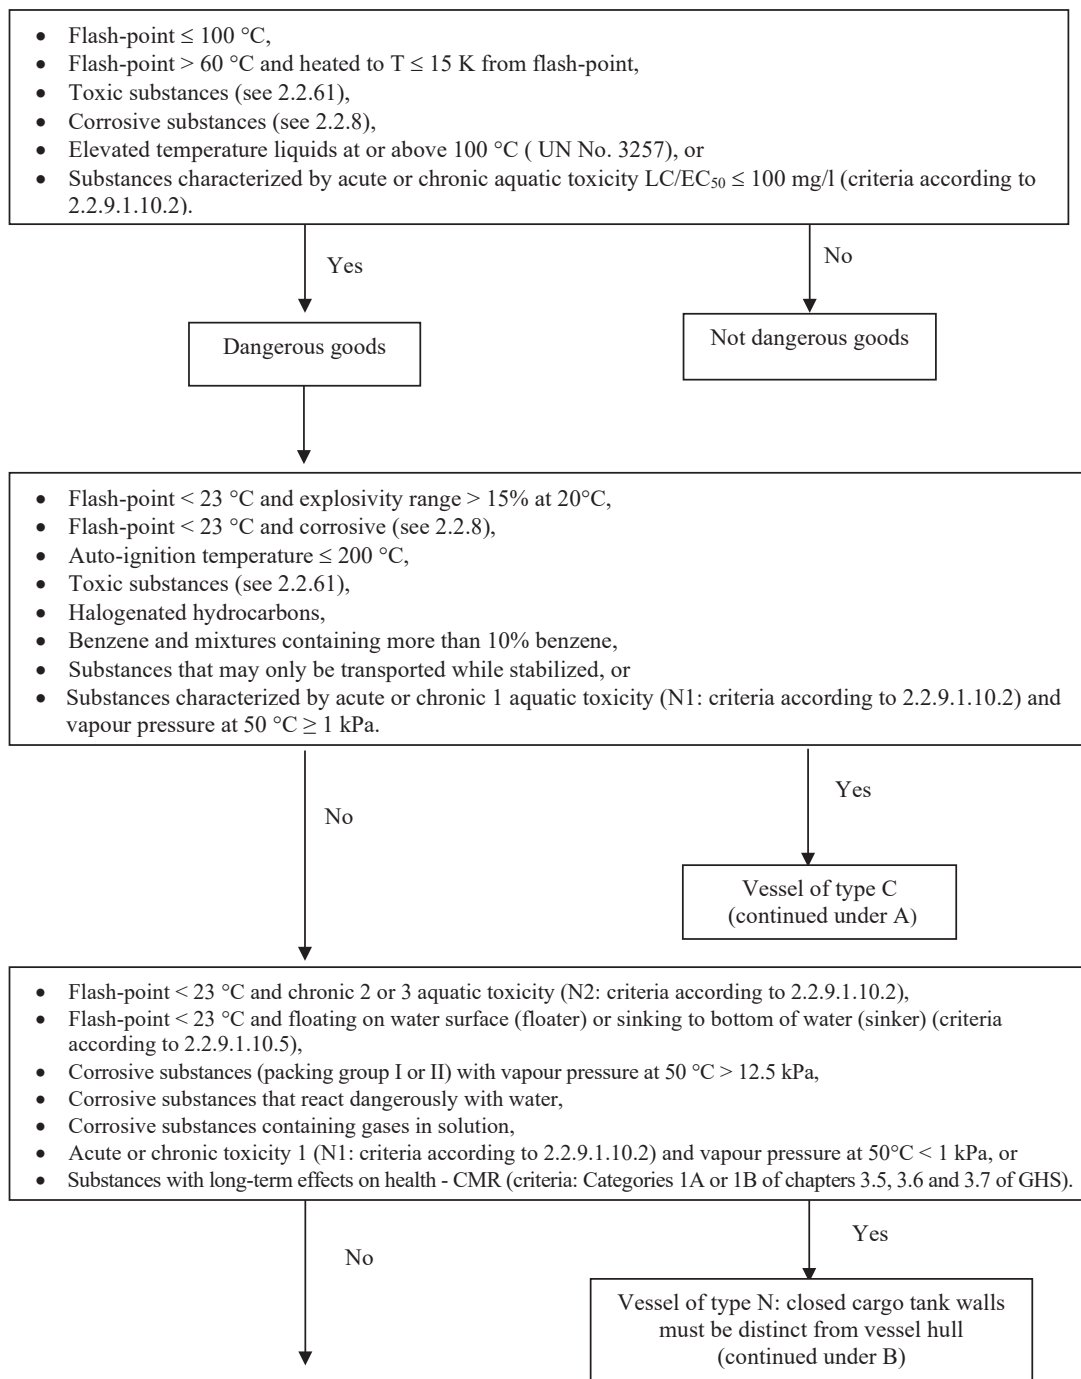 • Flash-point ≤ 100 °C,
• Flash-point > 60 °C and heated to T ≤ 15 K from flash-point,
• Toxic substances (see 2.2.61),
• Corrosive substances (see 2.2.8),
• Elevated temperature liquids at or above 100 °C ( UN No. 3257), or
• Substances characterized by acute or chronic aquatic toxicity LC/EC₅₀ ≤ 100 mg/l (criteria according to
2.2.9.1.10.2).
Yes
No
Dangerous goods
Not dangerous goods
• Flash-point < 23 °C and explosivity range > 15% at 20°C,
• Flash-point < 23 °C and corrosive (see 2.2.8),
• Auto-ignition temperature ≤ 200 °C,
• Toxic substances (see 2.2.61),
• Halogenated hydrocarbons,
• Benzene and mixtures containing more than 10% benzene,
• Substances that may only be transported while stabilized, or
• Substances characterized by acute or chronic 1 aquatic toxicity (N1: criteria according to 2.2.9.1.10.2) and
vapour pressure at 50 °C ≥ 1 kPa.
No
Yes
Vessel of type C
(continued under A)
• Flash-point < 23 °C and chronic 2 or 3 aquatic toxicity (N2: criteria according to 2.2.9.1.10.2),
• Flash-point < 23 °C and floating on water surface (floater) or sinking to bottom of water (sinker) (criteria
according to 2.2.9.1.10.5),
• Corrosive substances (packing group I or II) with vapour pressure at 50 °C > 12.5 kPa,
• Corrosive substances that react dangerously with water,
• Corrosive substances containing gases in solution,
• Acute or chronic toxicity 1 (N1: criteria according to 2.2.9.1.10.2) and vapour pressure at 50°C < 1 kPa, or
• Substances with long-term effects on health - CMR (criteria: Categories 1A or 1B of chapters 3.5, 3.6 and 3.7 of GHS).
No
Yes
Vessel of type N: closed cargo tank walls
must be distinct from vessel hull
(continued under B)